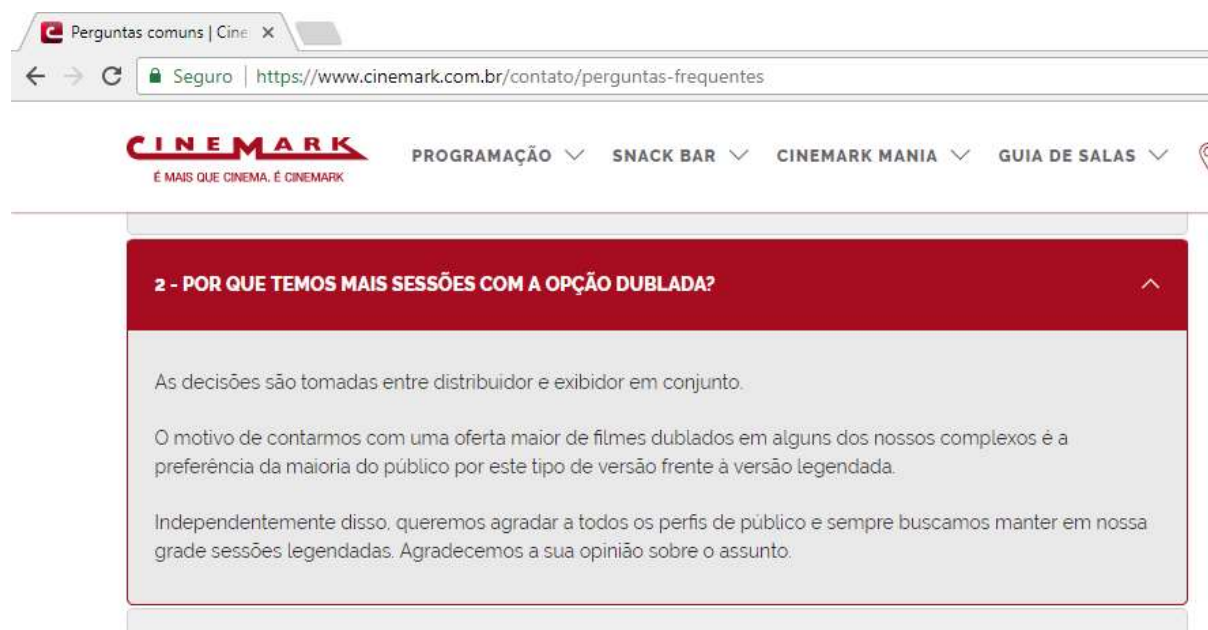 Perguntas comuns | Cine
Seguro | https://www.cinemark.com.br/contato/perguntas-frequentes
CINEMARK
É MAIS QUE CINEMA. É CINEMARK
PROGRAMAÇÃO SNACK BAR CINEMARK MANIA GUIA DE SALAS
2 - POR QUE TEMOS MAIS SESSÕES COM A OPÇÃO DUBLADA?
As decisões são tomadas entre distribuidor e exibidor em conjunto.
O motivo de contarmos com uma oferta maior de filmes dublados em alguns dos nossos complexos é a
preferência da maioria do público por este tipo de versão frente à versão legendada.
Independentemente disso, queremos agradar a todos os perfis de público e sempre buscamos manter em nossa
grade sessões legendadas. Agradecemos a sua opinião sobre o assunto.